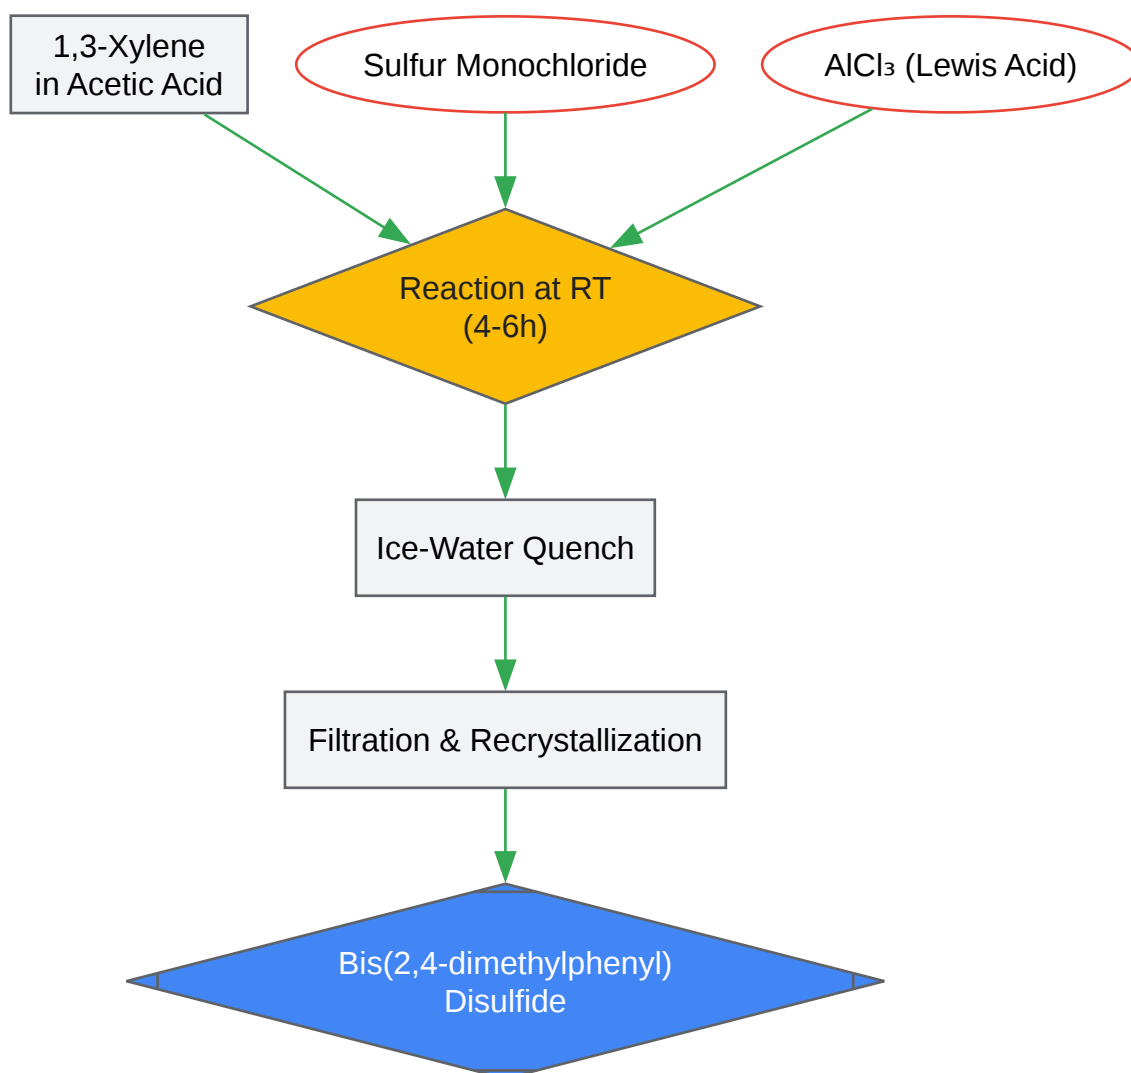 1,3-Xylene
in Acetic Acid
Sulfur Monochloride
AlCl₃ (Lewis Acid)
Reaction at RT
(4-6h)
Ice-Water Quench
Filtration & Recrystallization
Bis(2,4-dimethylphenyl)
Disulfide